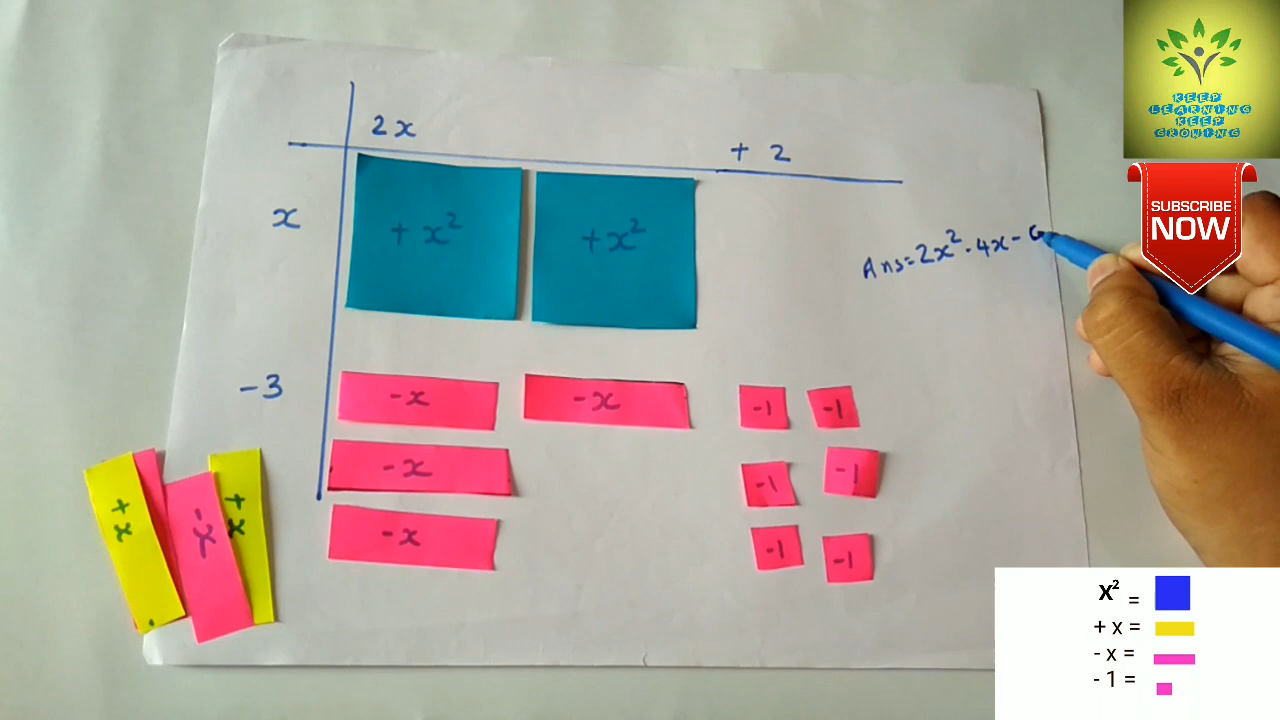 2x
+ 2
x
+x²
+x²
Ans=2x²-4x-
-3
-x
-x
-1
-1
-x
-1
-1
-x
-1
-1
+x
-x
+x
KEEP
LEARNING
KEEP
GROWING
SUBSCRIBE
NOW
X² =
+ x =
- x =
- 1 =